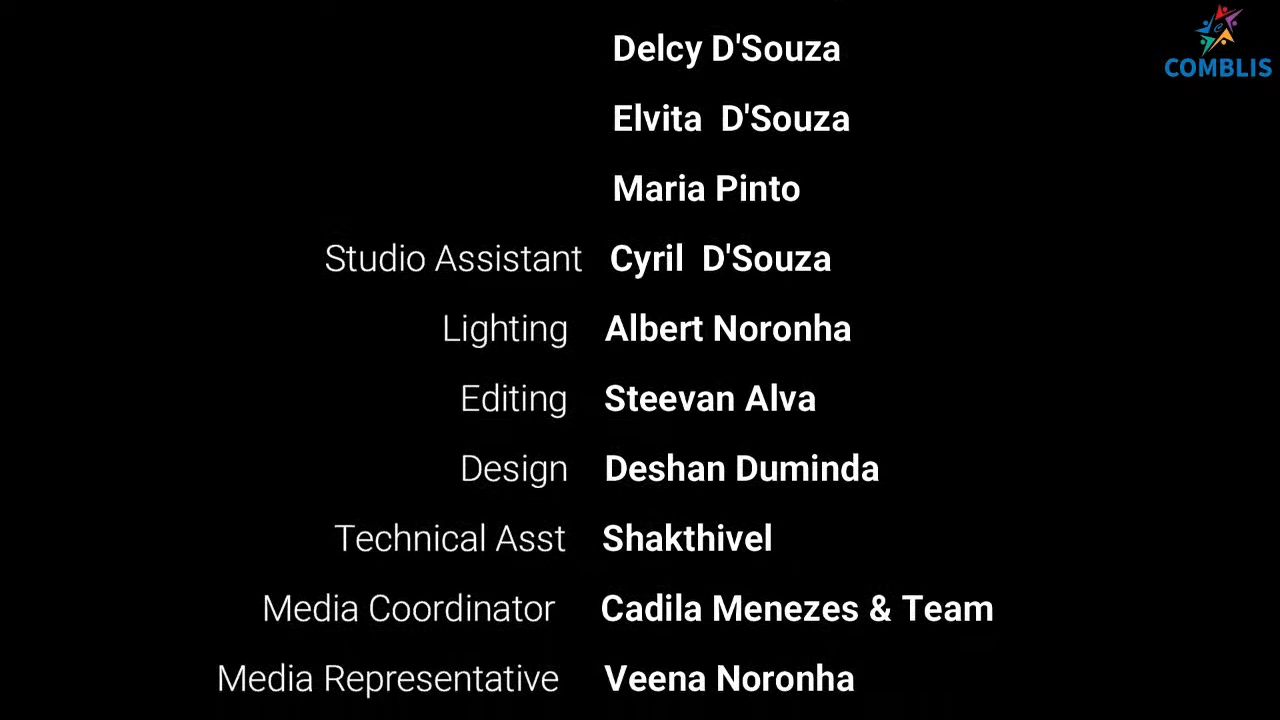 Delcy D'Souza
COMBLIS
Elvita D'Souza
Maria Pinto
Studio Assistant Cyril D'Souza
Lighting Albert Noronha
Editing Steevan Alva
Design Deshan Duminda
Technical Asst Shakthivel
Media Coordinator Cadila Menezes & Team
Media Representative Veena Noronha